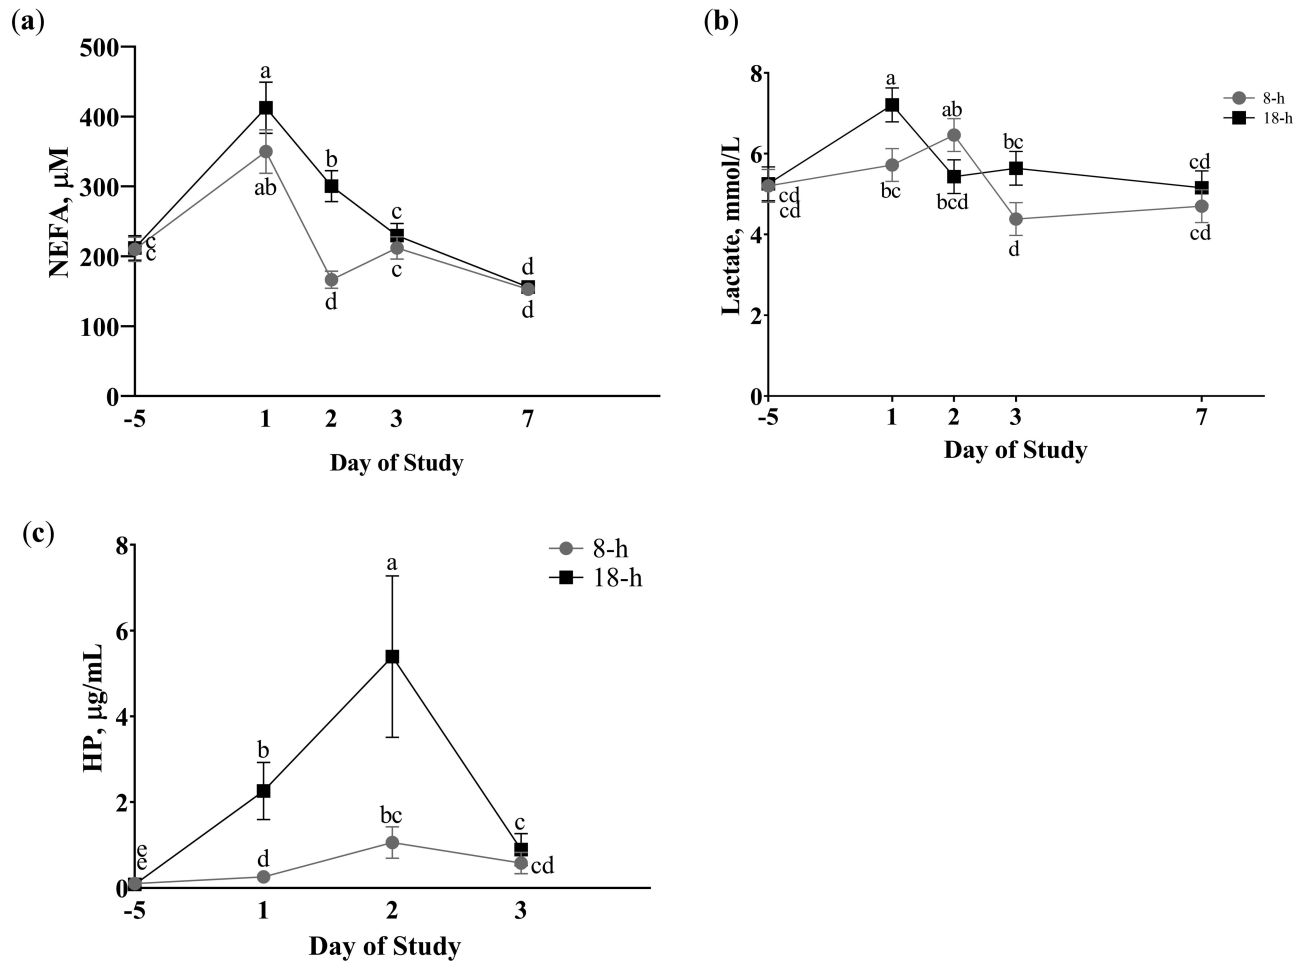 (a)
500
400
300
200
100
0
NEFA, µM
a
ab
b
d
c
c
c
c
d
d
-5 1 2 3 7
Day of Study
(b)
8
6
4
2
0
Lactate, mmol/L
a
bc
ab
bcd
bc
d
cd
cd
cd
cd
-5 1 2 3 7
Day of Study
8-h
18-h
(c)
8
6
4
2
0
HP, µg/mL
e
e
b
d
a
bc
c
cd
-5 1 2 3
Day of Study
8-h
18-h